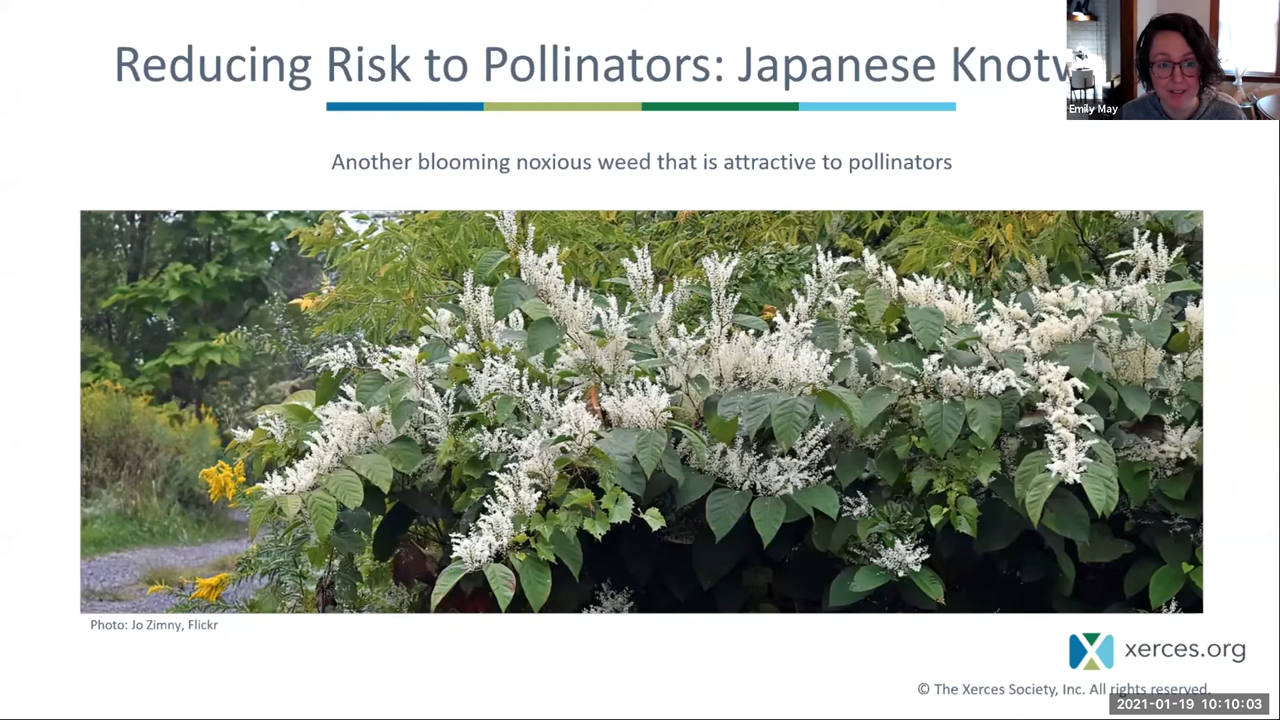 Reducing Risk to Pollinators: Japanese Knotw
Emily May
Another blooming noxious weed that is attractive to pollinators
Photo: Jo Zimny, Flickr
xerces.org
© The Xerces Society, Inc. All rights reserved.
2021-01-19 10:10:03